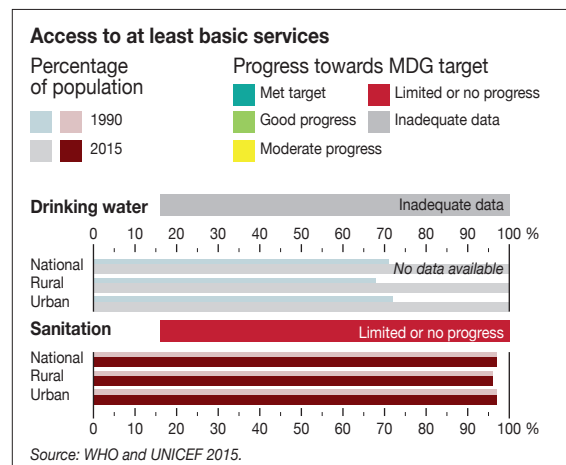 Access to at least basic services
Percentage
of population
1990
2015
Progress towards MDG target
Met target
Limited or no progress
Good progress
Inadequate data
Moderate progress
Drinking water
Inadequate data
0 10 20 30 40 50 60 70 80 90 100 %
National
No data available
Rural
Urban
Sanitation
Limited or no progress
National
Rural
Urban
0 10 20 30 40 50 60 70 80 90 100 %
Source: WHO and UNICEF 2015.